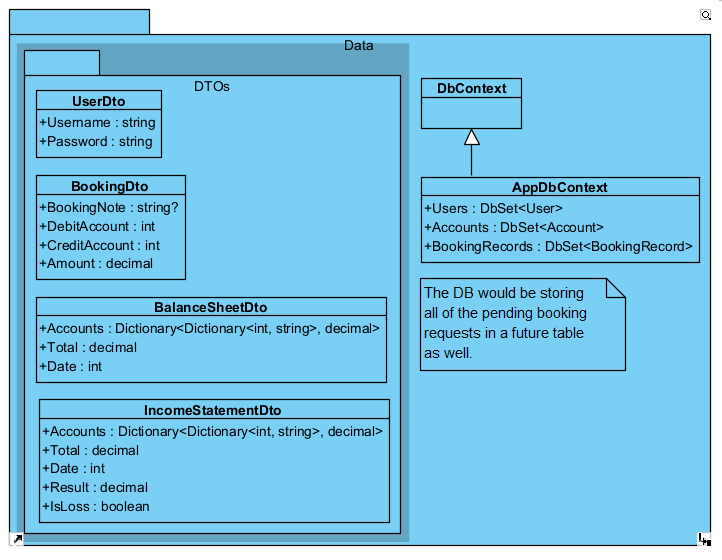 Data
DTOs
UserDto
+Username : string
+Password : string
BookingDto
+BookingNote : string?
+DebitAccount : int
+CreditAccount : int
+Amount : decimal
BalanceSheetDto
+Accounts : Dictionary<Dictionary<int, string>, decimal>
+Total : decimal
+Date : int
IncomeStatementDto
+Accounts : Dictionary<Dictionary<int, string>, decimal>
+Total : decimal
+Date : int
+Result : decimal
+IsLoss : boolean
DbContext
AppDbContext
+Users : DbSet<User>
+Accounts : DbSet<Account>
+BookingRecords : DbSet<BookingRecord>
The DB would be storing
all of the pending booking
requests in a future table
as well.